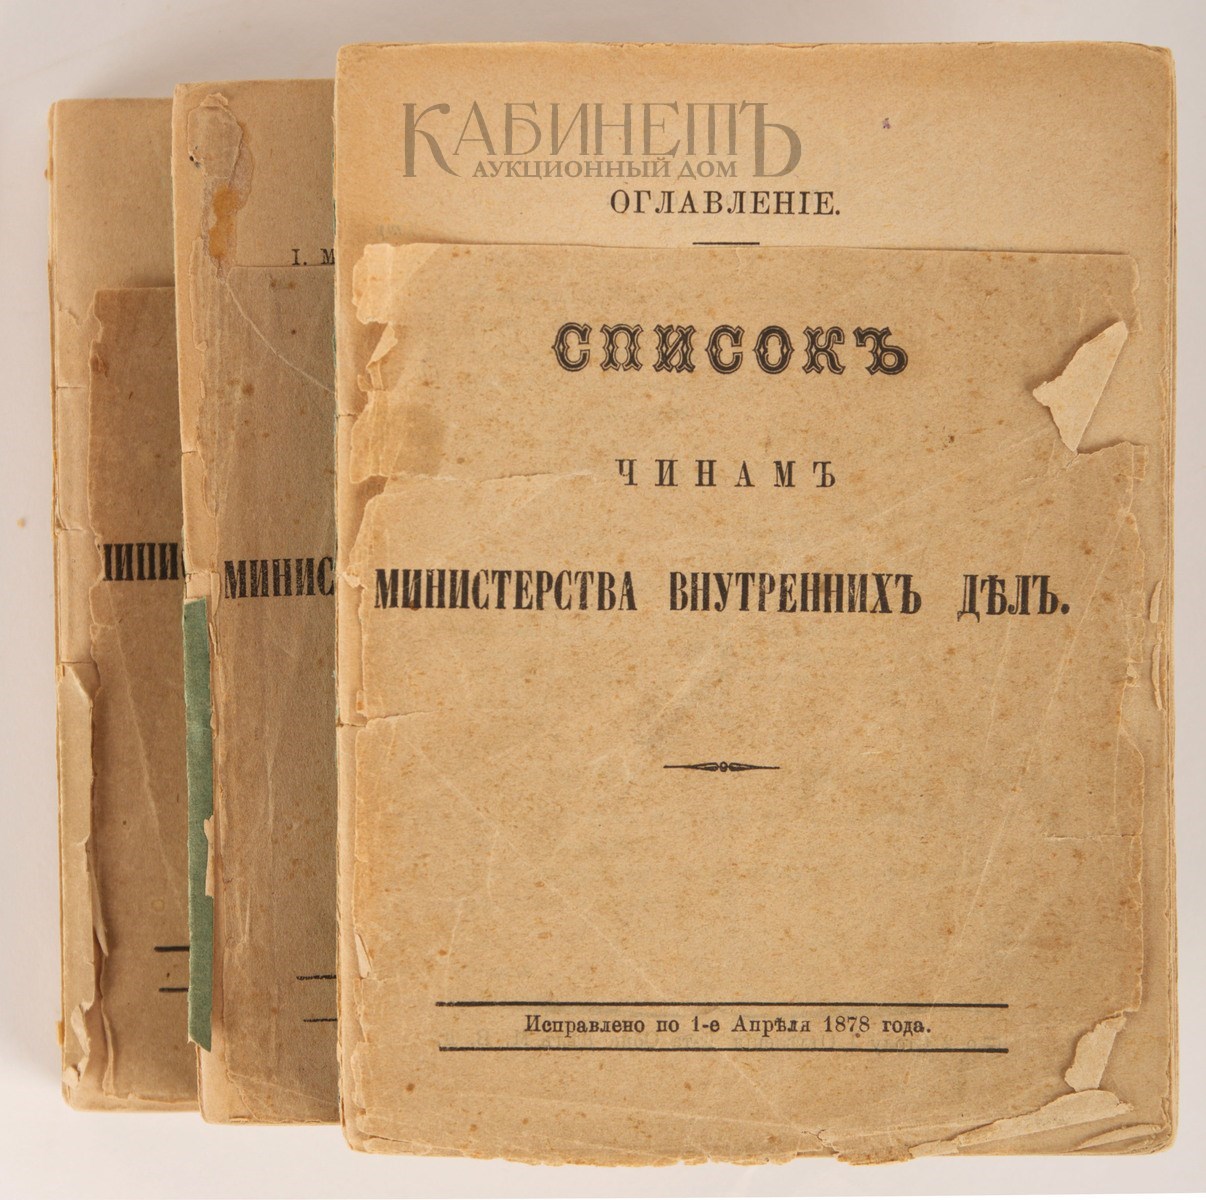 КАБИНЕТЪ
АУКЦИОННЫЙ ДОМ
ОГЛАВЛЕНІЕ.
I. М
СПИСОКЪ
ЧИНАМЪ
МИНИС
МИНИСТЕРСТВА ВНУТРЕННИХЪ ДѢЛЪ.
Исправлено по 1-е Апрѣля 1878 года.